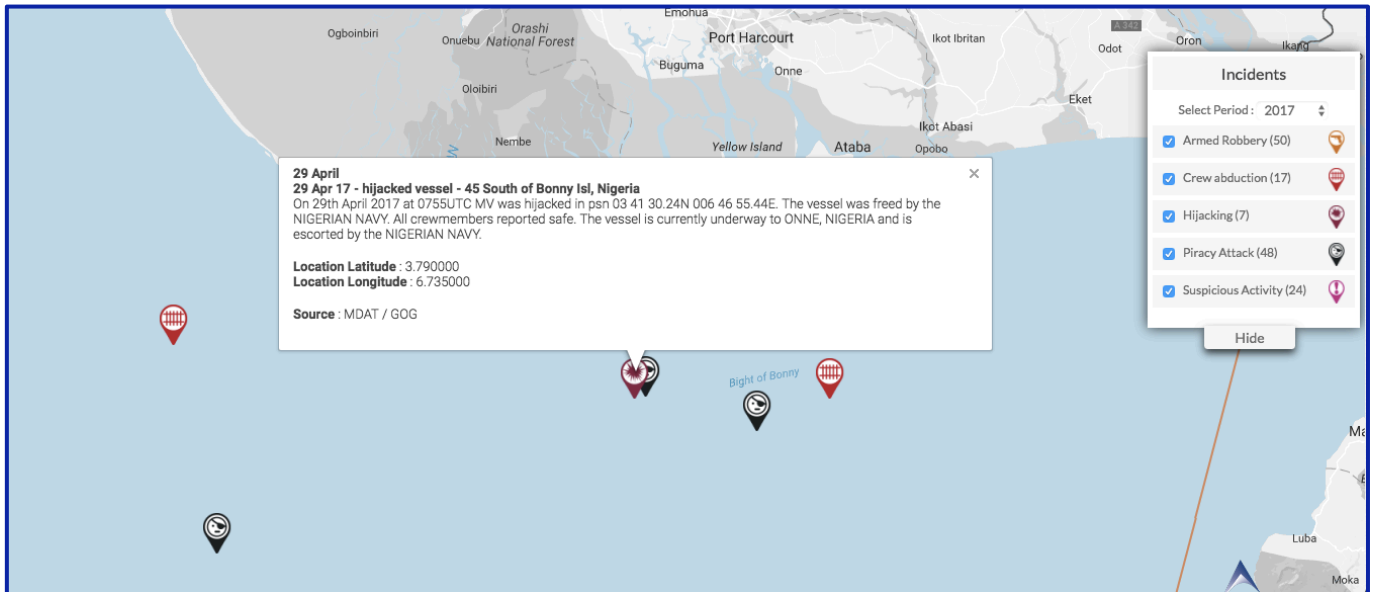 Emohua
Ogboinbiri
Orashi
National Forest
Onuebu
Port Harcourt
Ikot Ibritan
A 342
Odot
Oron
Ikang
Buguma
Onne
Oloibiri
Eket
Nembe
Yellow Island
Ataba
Ikot Abasi
Opobo
29 April
29 Apr 17 - hijacked vessel - 45 South of Bonny Isl, Nigeria
On 29th April 2017 at 0755UTC MV was hijacked in psn 03 41 30.24N 006 46 55.44E. The vessel was freed by the
NIGERIAN NAVY. All crewmembers reported safe. The vessel is currently underway to ONNE, NIGERIA and is
escorted by the NIGERIAN NAVY.
Location Latitude : 3.790000
Location Longitude : 6.735000
Source : MDAT / GOG
Incidents
Select Period : 2017
Armed Robbery (50)
Crew abduction (17)
Hijacking (7)
Piracy Attack (48)
Suspicious Activity (24)
Hide
Bight of Bonny
Luba
Moka